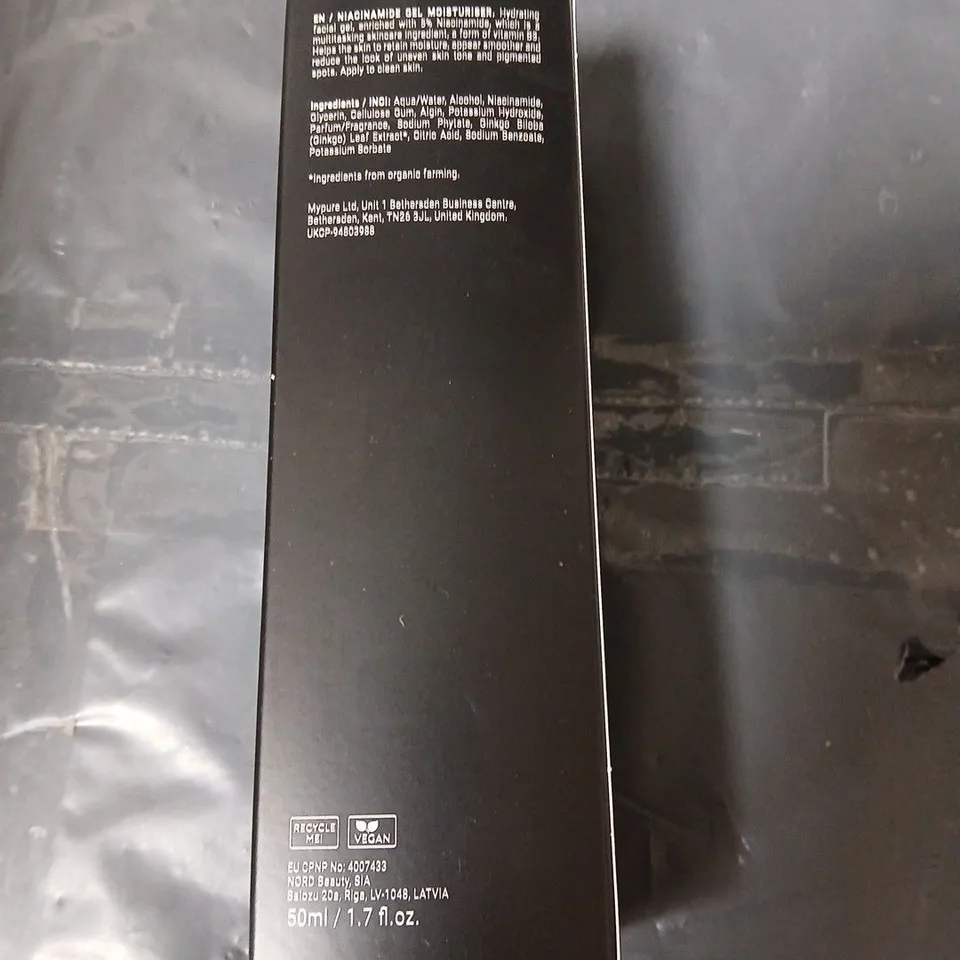 EN / NIACINAMIDE GEL MOISTURISER. Hydrating
facial gel, enriched with 5% Niacinamide, which is a
multitasking skincare ingredient, a form of vitamin B3.
Helps the skin to retain moisture, appear smoother and
reduce the look of uneven skin tone and pigmented
spots. Apply to clean skin.
Ingredients / INCI: Aqua/Water, Alcohol, Niacinamide,
Glycerin, Cellulose Gum, Algin, Potassium Hydroxide,
Parfum/Fragrance, Sodium Phytate, Ginkgo Biloba
(Ginkgo) Leaf Extract*, Citric Acid, Sodium Benzoate,
Potassium Sorbate
*Ingredients from organic farming.
Mypure Ltd, Unit 1 Bethersden Business Centre,
Bethersden, Kent, TN26 3JL, United Kingdom.
UKCP-94803988
RECYCLE
ME!
VEGAN
EU CPNP No: 4007433
NORD Beauty, SIA
Balozu 20a, Riga, LV-1048, LATVIA
50ml / 1.7 fl.oz.